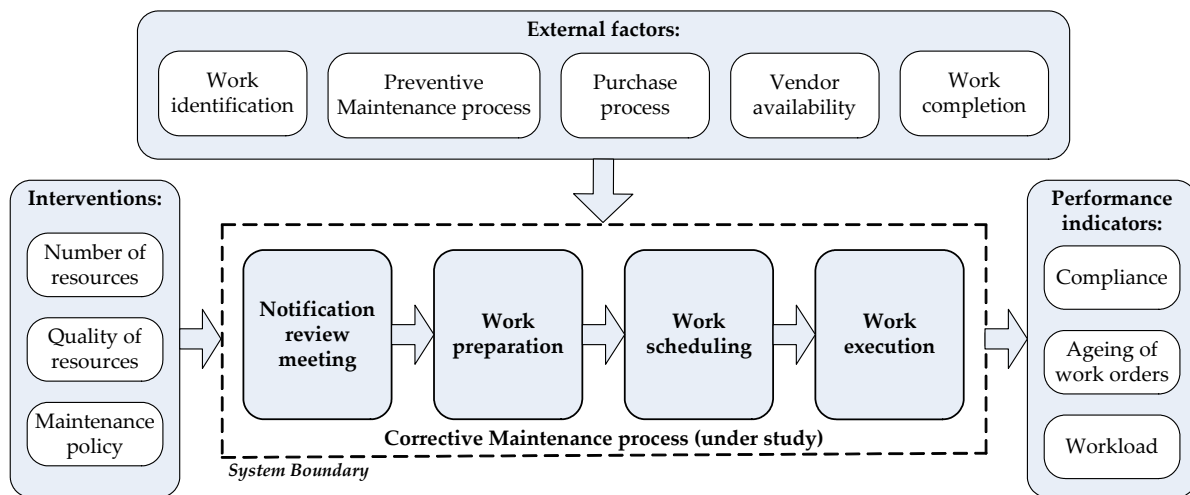 External factors:
Work
identification
Preventive
Maintenance process
Purchase
process
Vendor
availability
Work
completion
Interventions:
Number of
resources
Quality of
resources
Maintenance
policy
Notification
review
meeting
Work
preparation
Work
scheduling
Work
execution
Corrective Maintenance process (under study)
System Boundary
Performance
indicators:
Compliance
Ageing of
work orders
Workload